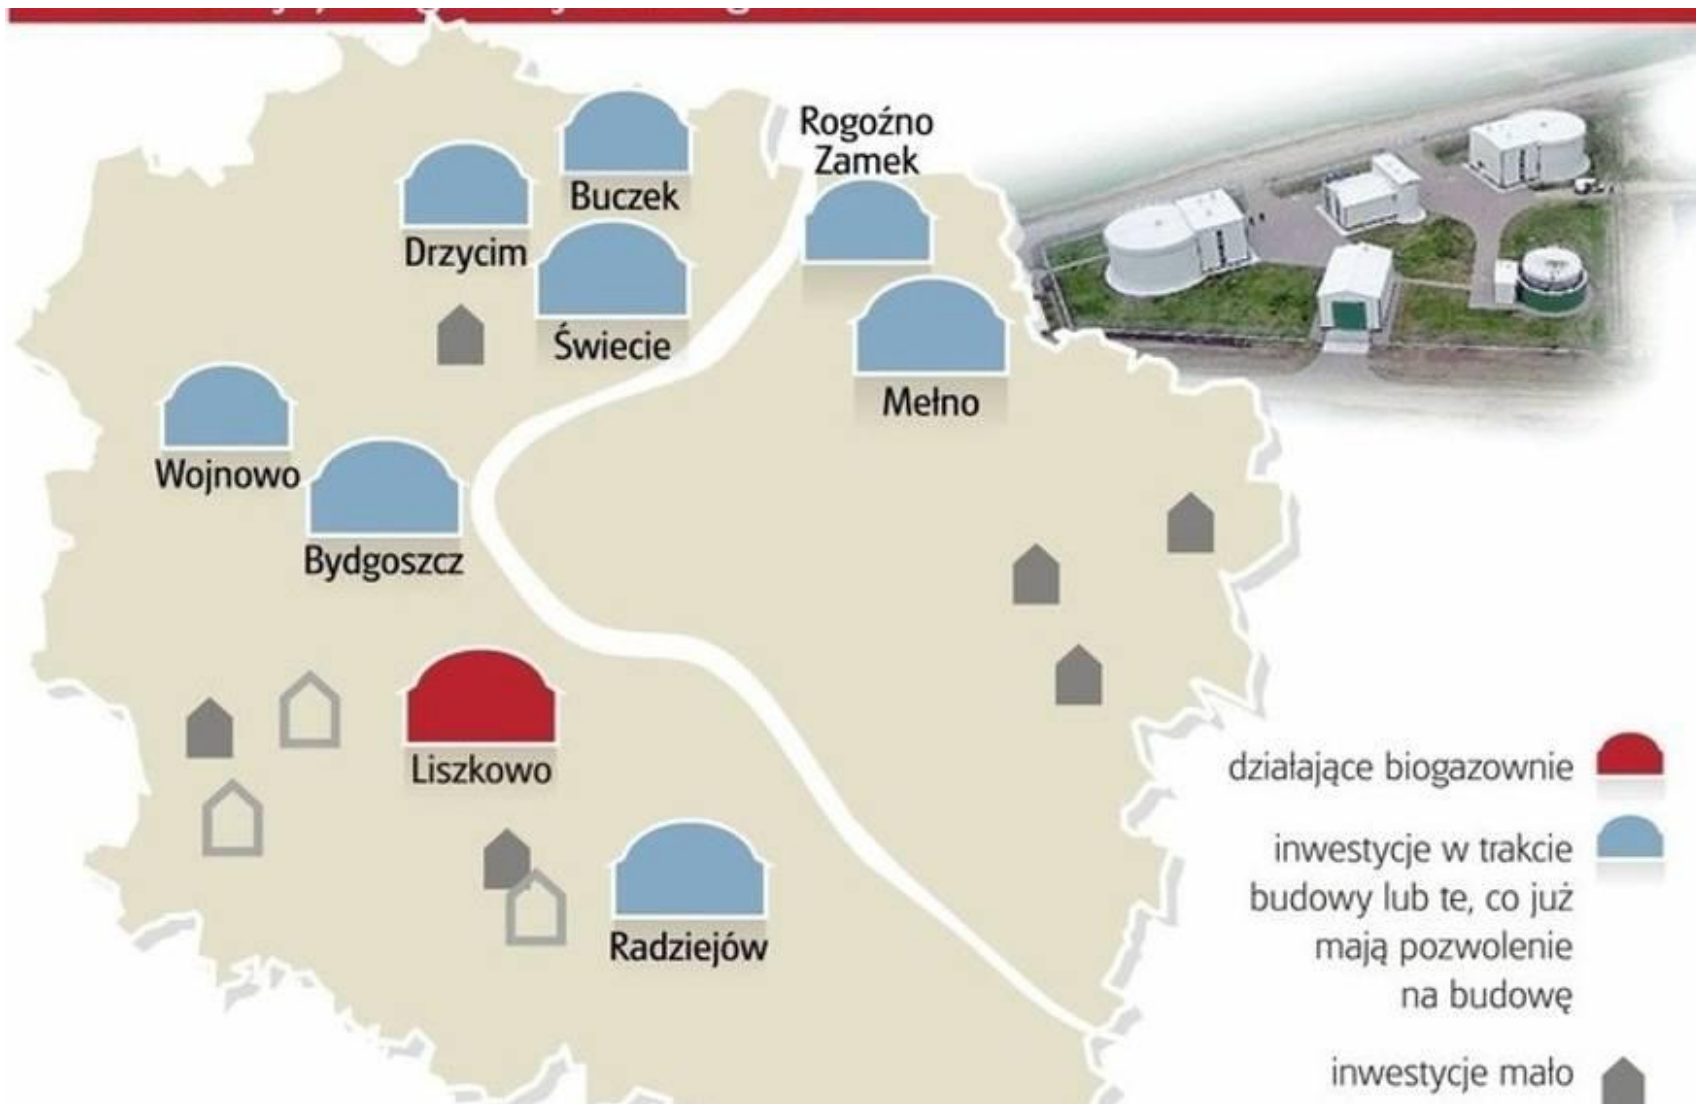 Rogoźno
Zamek
Buczek
Drzycim
Świecie
Mełno
Wojnowo
Bydgoszcz
Liszkowo
Radziejów
działające biogazownie
inwestycje w trakcie
budowy lub te, co już
mają pozwolenie
na budowę
inwestycje mało